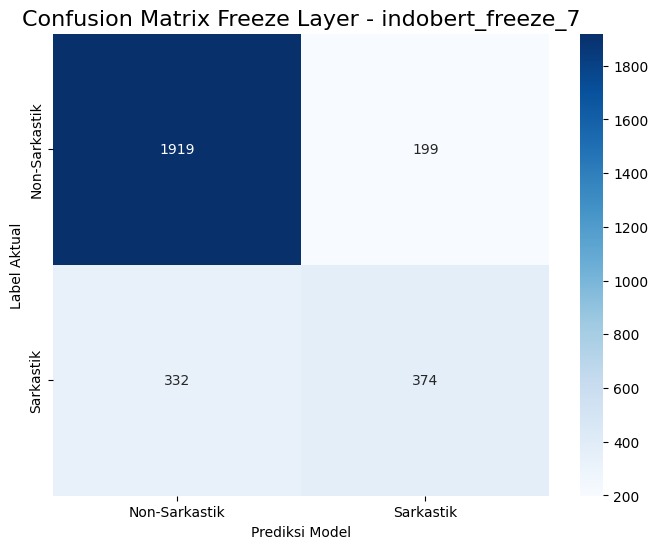 Confusion Matrix Freeze Layer - indobert_freeze_7
Label Aktual
Non-Sarkastik
Sarkastik
1919
199
332
374
Non-Sarkastik
Sarkastik
Prediksi Model
1800
1600
1400
1200
1000
800
600
400
200